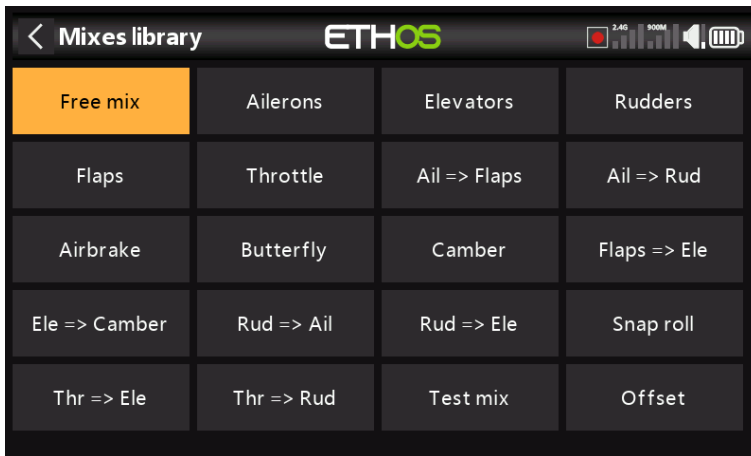 Mixes library ETHOS 2.4G 900M
Free mix Ailerons Elevators Rudders
Flaps Throttle Ail => Flaps Ail => Rud
Airbrake Butterfly Camber Flaps => Ele
Ele => Camber Rud => Ail Rud => Ele Snap roll
Thr => Ele Thr => Rud Test mix Offset